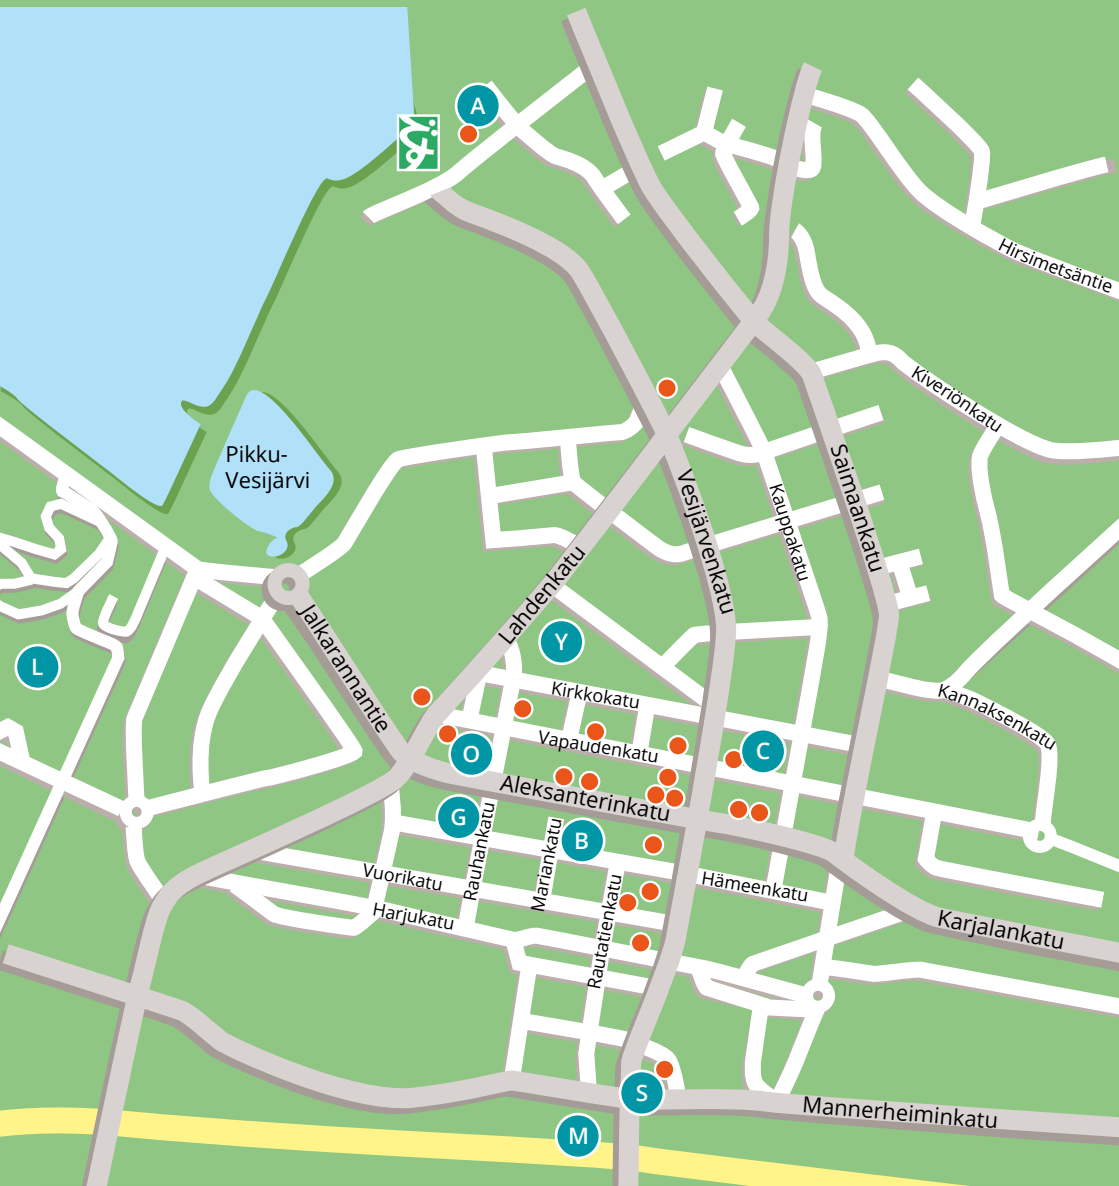 A
Hirsimetsäntie
Kiveriönkatu
Pikku-
Vesijärvi
Saimaankatu
Vesijärvenkatu
Kauppakatu
Lahdenkatu
Jalkarannantie
Y
L
Kirkkokatu
Kannaksenkatu
Vapaudenkatu
O
C
Aleksanterinkatu
G
B
Rauhankatu
Mariankatu
Vuorikatu
Hämeenkatu
Harjukatu
Rautatienkatu
Karjalankatu
S
Mannerheiminkatu
M